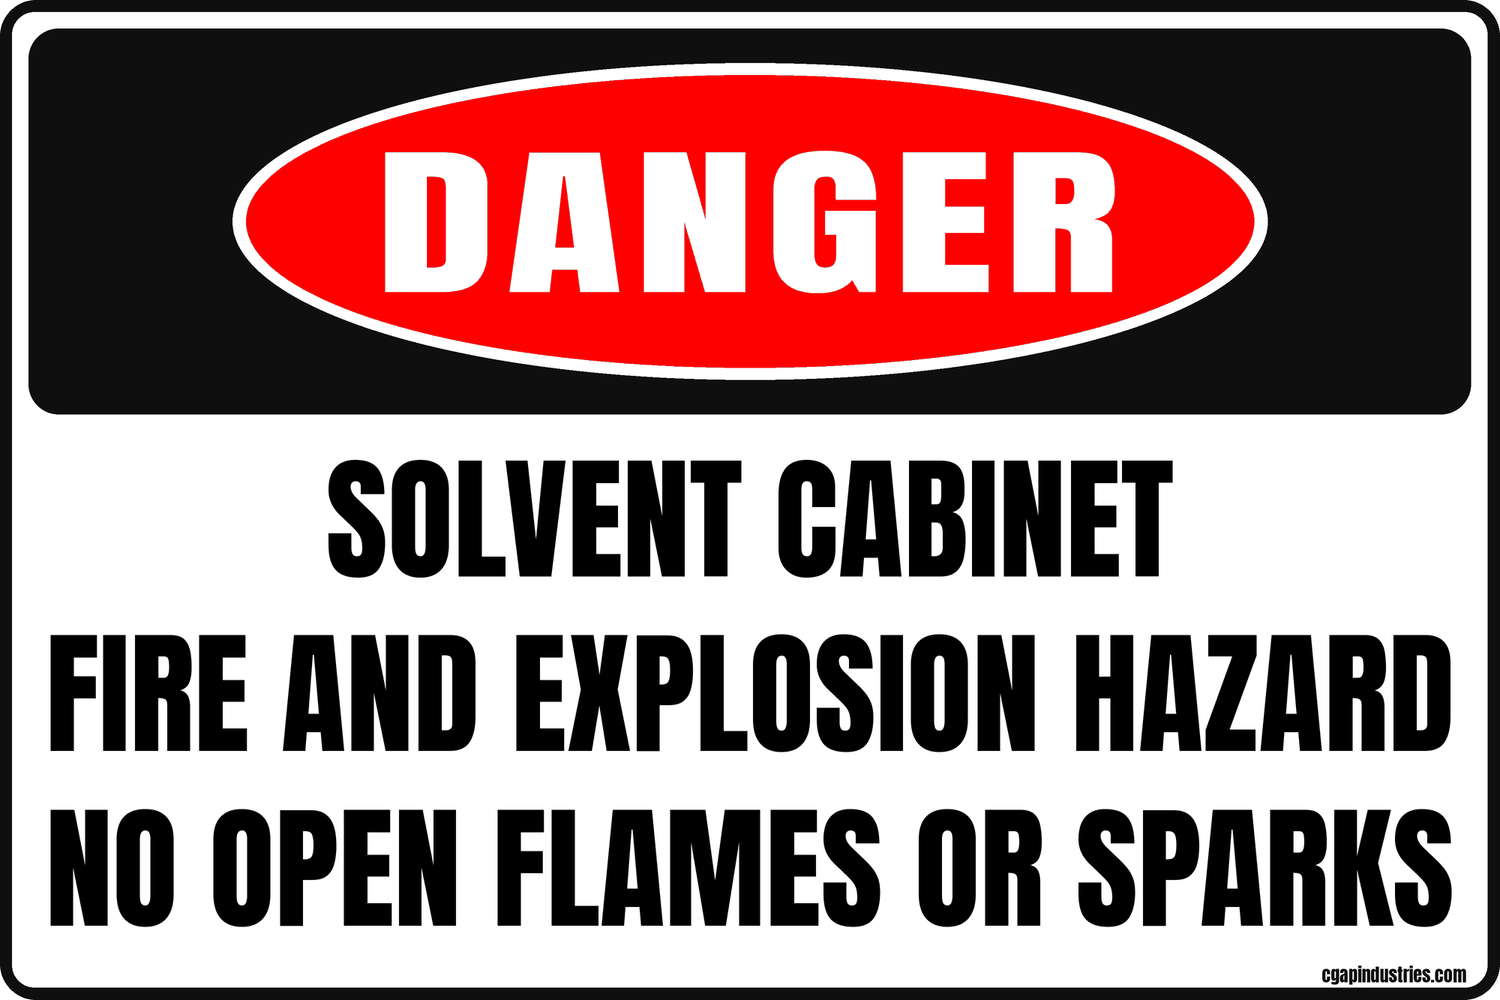 DANGER
SOLVENT CABINET
FIRE AND EXPLOSION HAZARD
NO OPEN FLAMES OR SPARKS
cgapindustries.com